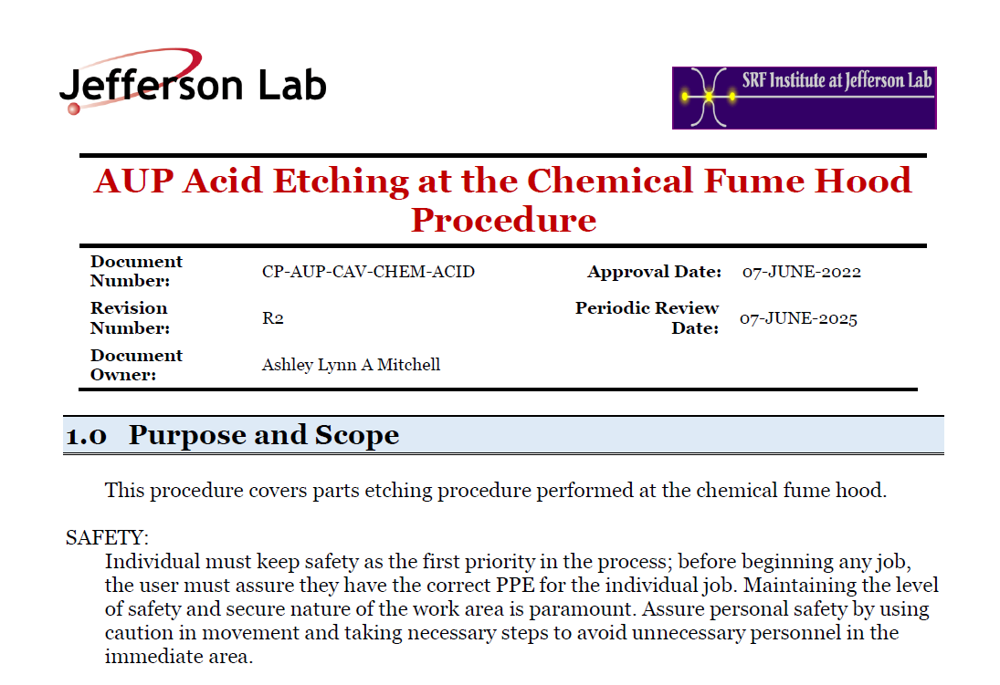 Jefferson Lab
SRF Institute at Jefferson Lab
AUP Acid Etching at the Chemical Fume Hood
Procedure
Document
Number:
CP-AUP-CAV-CHEM-ACID
Approval Date:
07-JUNE-2022
Revision
Number:
R2
Periodic Review
Date:
07-JUNE-2025
Document
Owner:
Ashley Lynn A Mitchell
1.0 Purpose and Scope
This procedure covers parts etching procedure performed at the chemical fume hood.
SAFETY:
Individual must keep safety as the first priority in the process; before beginning any job,
the user must assure they have the correct PPE for the individual job. Maintaining the level
of safety and secure nature of the work area is paramount. Assure personal safety by using
caution in movement and taking necessary steps to avoid unnecessary personnel in the
immediate area.